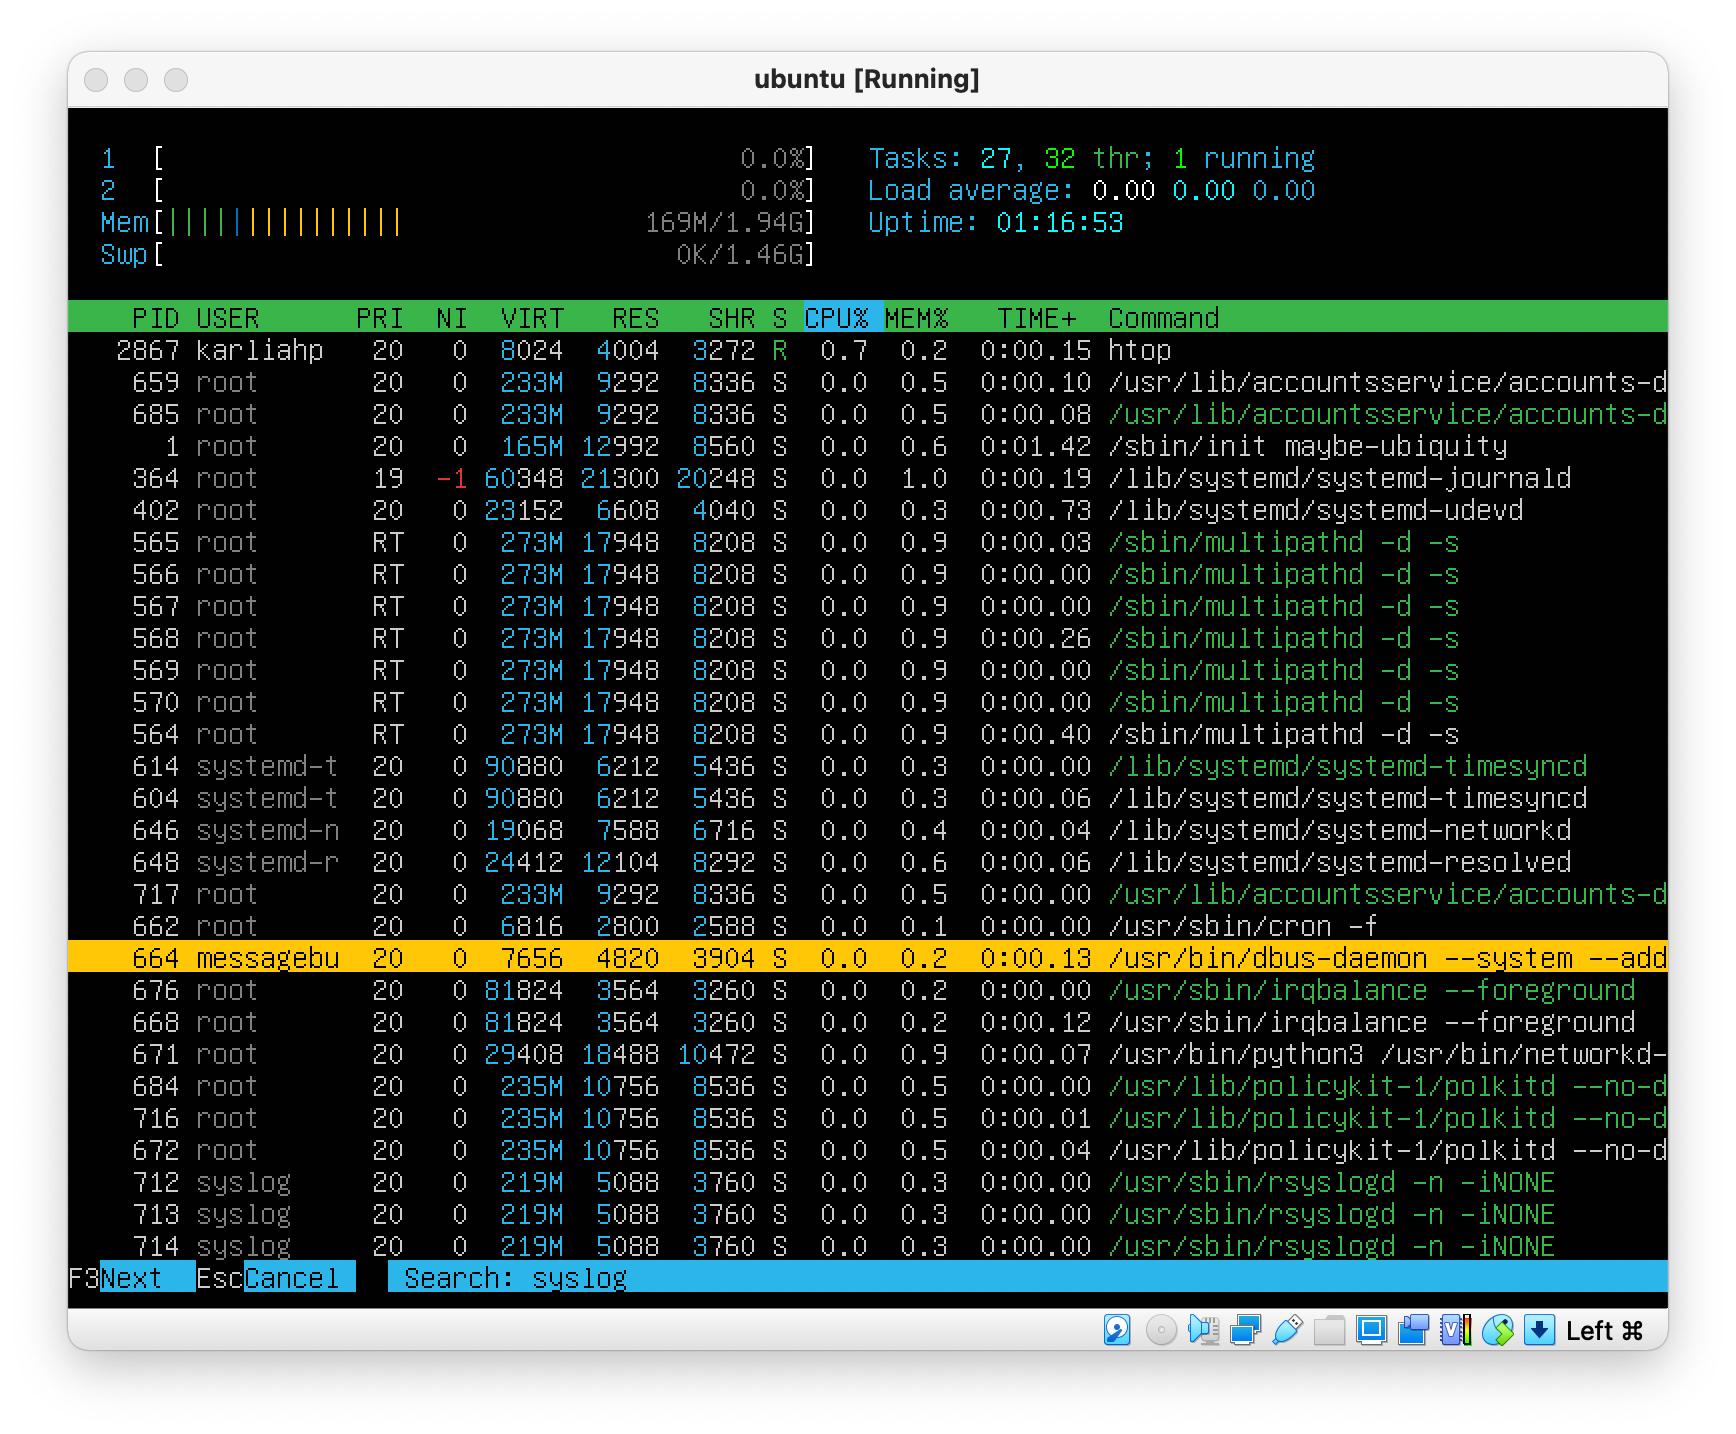 ubuntu [Running]
1 [ 0.0%] Tasks: 27, 32 thr; 1 running
2 [ 0.0%] Load average: 0.00 0.00 0.00
Mem[||||||||||||||| 169M/1.94G] Uptime: 01:16:53
Swp[ 0K/1.46G]
PID USER PRI NI VIRT RES SHR S CPU% MEM% TIME+ Command
2867 karliahp 20 0 8024 4004 3272 R 0.7 0.2 0:00.15 htop
659 root 20 0 233M 9292 8336 S 0.0 0.5 0:00.10 /usr/lib/accountsservice/accounts-d
685 root 20 0 233M 9292 8336 S 0.0 0.5 0:00.08 /usr/lib/accountsservice/accounts-d
1 root 20 0 165M 12992 8560 S 0.0 0.6 0:01.42 /sbin/init maybe-ubiquity
364 root 19 -1 60348 21300 20248 S 0.0 1.0 0:00.19 /lib/systemd/systemd-journald
402 root 20 0 23152 6608 4040 S 0.0 0.3 0:00.73 /lib/systemd/systemd-udevd
565 root RT 0 273M 17948 8208 S 0.0 0.9 0:00.03 /sbin/multipathd -d -s
566 root RT 0 273M 17948 8208 S 0.0 0.9 0:00.00 /sbin/multipathd -d -s
567 root RT 0 273M 17948 8208 S 0.0 0.9 0:00.00 /sbin/multipathd -d -s
568 root RT 0 273M 17948 8208 S 0.0 0.9 0:00.26 /sbin/multipathd -d -s
569 root RT 0 273M 17948 8208 S 0.0 0.9 0:00.00 /sbin/multipathd -d -s
570 root RT 0 273M 17948 8208 S 0.0 0.9 0:00.00 /sbin/multipathd -d -s
564 root RT 0 273M 17948 8208 S 0.0 0.9 0:00.40 /sbin/multipathd -d -s
614 systemd-t 20 0 90880 6212 5436 S 0.0 0.3 0:00.00 /lib/systemd/systemd-timesyncd
604 systemd-t 20 0 90880 6212 5436 S 0.0 0.3 0:00.06 /lib/systemd/systemd-timesyncd
646 systemd-n 20 0 19068 7588 6716 S 0.0 0.4 0:00.04 /lib/systemd/systemd-networkd
648 systemd-r 20 0 24412 12104 8292 S 0.0 0.6 0:00.06 /lib/systemd/systemd-resolved
717 root 20 0 233M 9292 8336 S 0.0 0.5 0:00.00 /usr/lib/accountsservice/accounts-d
662 root 20 0 6816 2800 2588 S 0.0 0.1 0:00.00 /usr/sbin/cron -f
664 messagebu 20 0 7656 4820 3904 S 0.0 0.2 0:00.13 /usr/bin/dbus-daemon --system --add
676 root 20 0 81824 3564 3260 S 0.0 0.2 0:00.00 /usr/sbin/irqbalance --foreground
668 root 20 0 81824 3564 3260 S 0.0 0.2 0:00.12 /usr/sbin/irqbalance --foreground
671 root 20 0 29408 18488 10472 S 0.0 0.9 0:00.07 /usr/bin/python3 /usr/bin/networkd-
684 root 20 0 235M 10756 8536 S 0.0 0.5 0:00.00 /usr/lib/policykit-1/polkitd --no-d
716 root 20 0 235M 10756 8536 S 0.0 0.5 0:00.01 /usr/lib/policykit-1/polkitd --no-d
672 root 20 0 235M 10756 8536 S 0.0 0.5 0:00.04 /usr/lib/policykit-1/polkitd --no-d
712 syslog 20 0 219M 5088 3760 S 0.0 0.3 0:00.00 /usr/sbin/rsyslogd -n -iNONE
713 syslog 20 0 219M 5088 3760 S 0.0 0.3 0:00.00 /usr/sbin/rsyslogd -n -iNONE
714 syslog 20 0 219M 5088 3760 S 0.0 0.3 0:00.00 /usr/sbin/rsyslogd -n -iNONE
F3Next EscCancel Search: syslog
Left ⌘